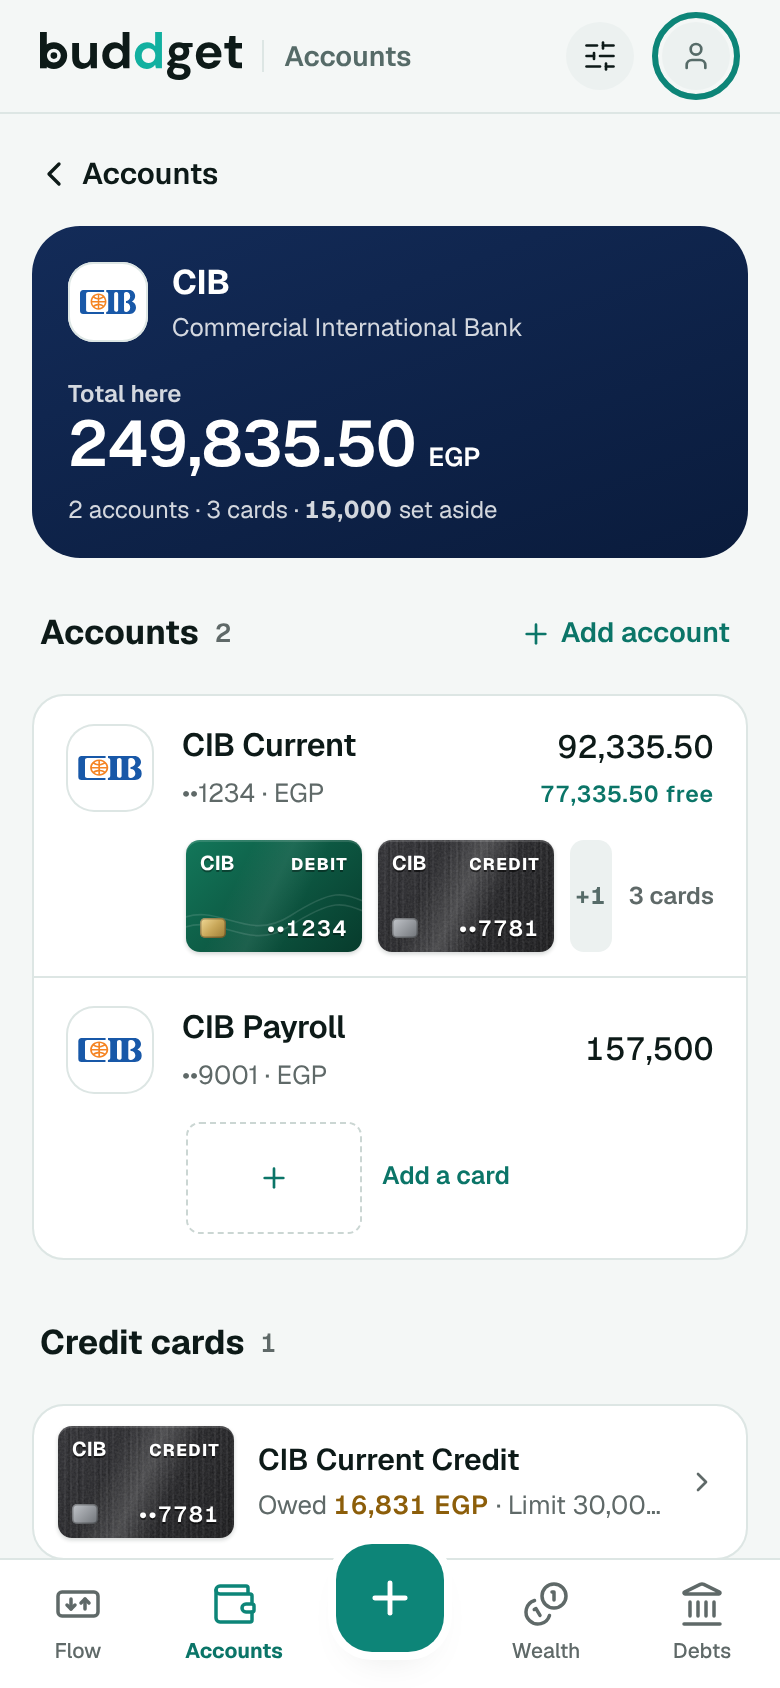 buddget
Accounts
Accounts
CIB
CIB
Commercial International Bank
Total here
249,835.50 EGP
2 accounts · 3 cards · 15,000 set aside
Accounts 2
+ Add account
CIB
CIB Current
92,335.50
••1234 · EGP
77,335.50 free
CIB DEBIT
••1234
CIB CREDIT
••7781
+1
3 cards
CIB
CIB Payroll
157,500
••9001 · EGP
+
Add a card
Credit cards 1
CIB CREDIT
••7781
CIB Current Credit
Owed 16,831 EGP · Limit 30,00...
Flow
Accounts
+
Wealth
Debts